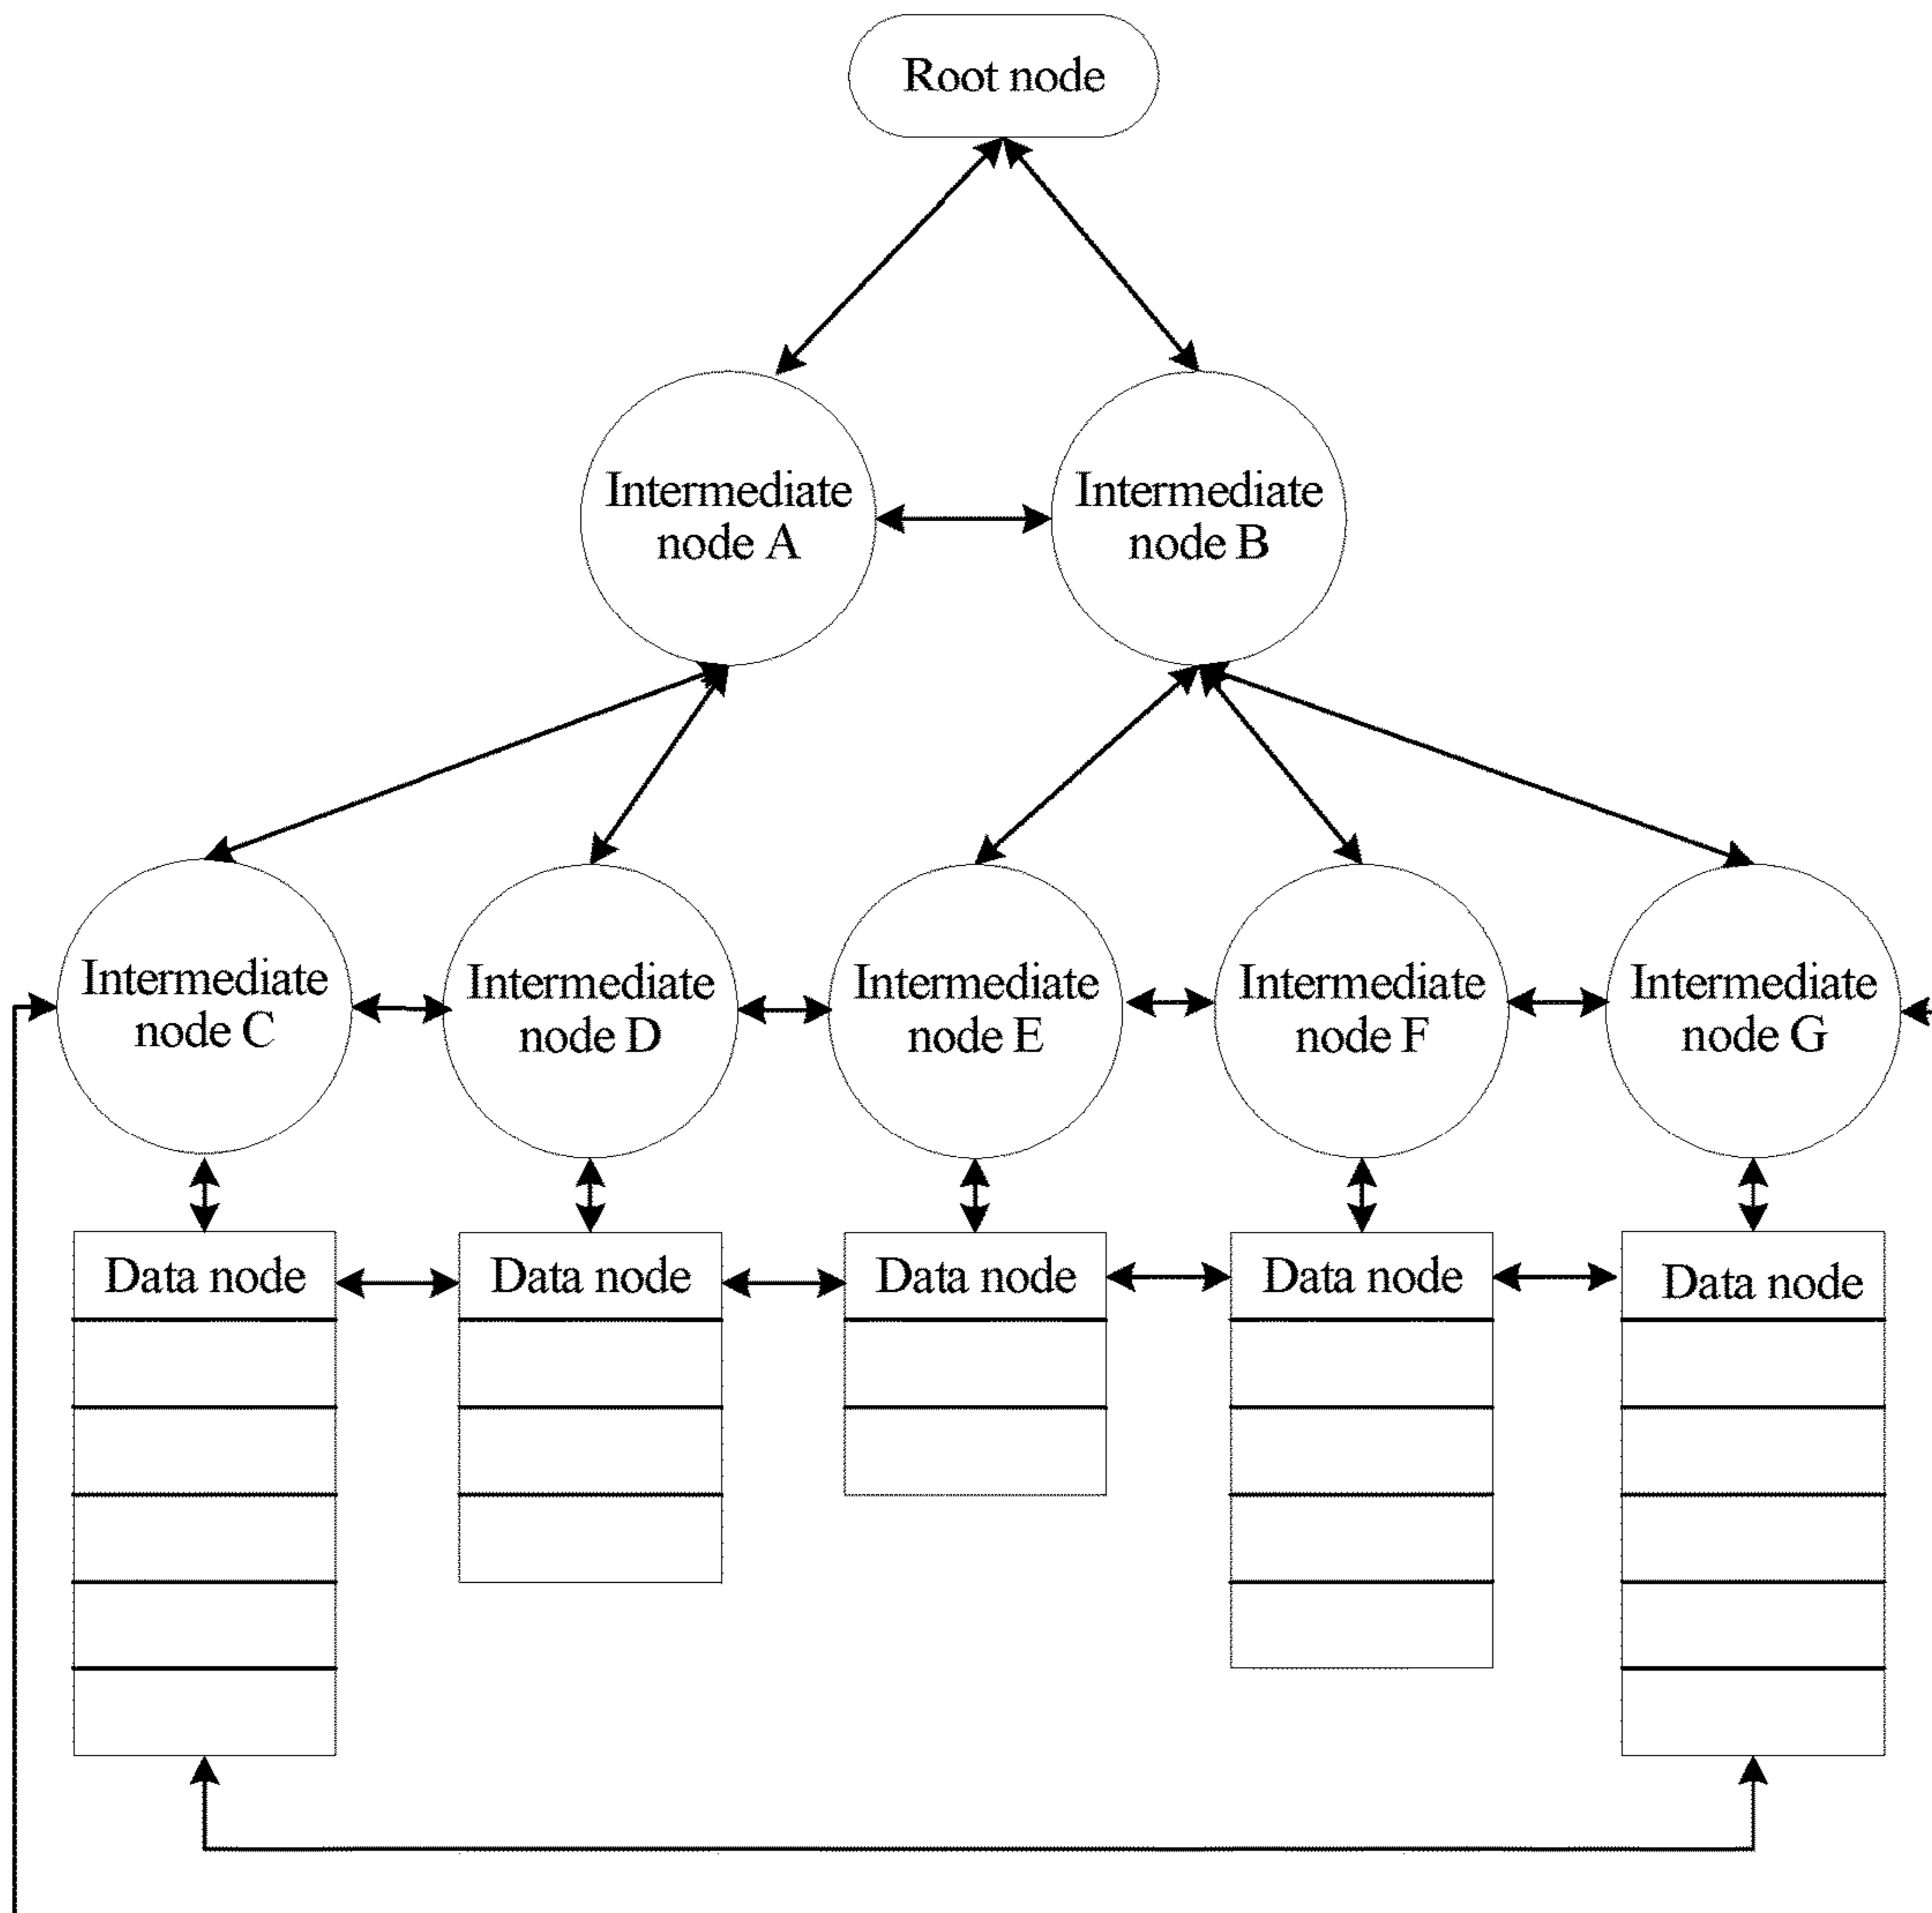 Root node
Intermediate
node A
Intermediate
node B
Intermediate
node C
Intermediate
node D
Intermediate
node E
Intermediate
node F
Intermediate
node G
Data node
Data node
Data node
Data node
Data node